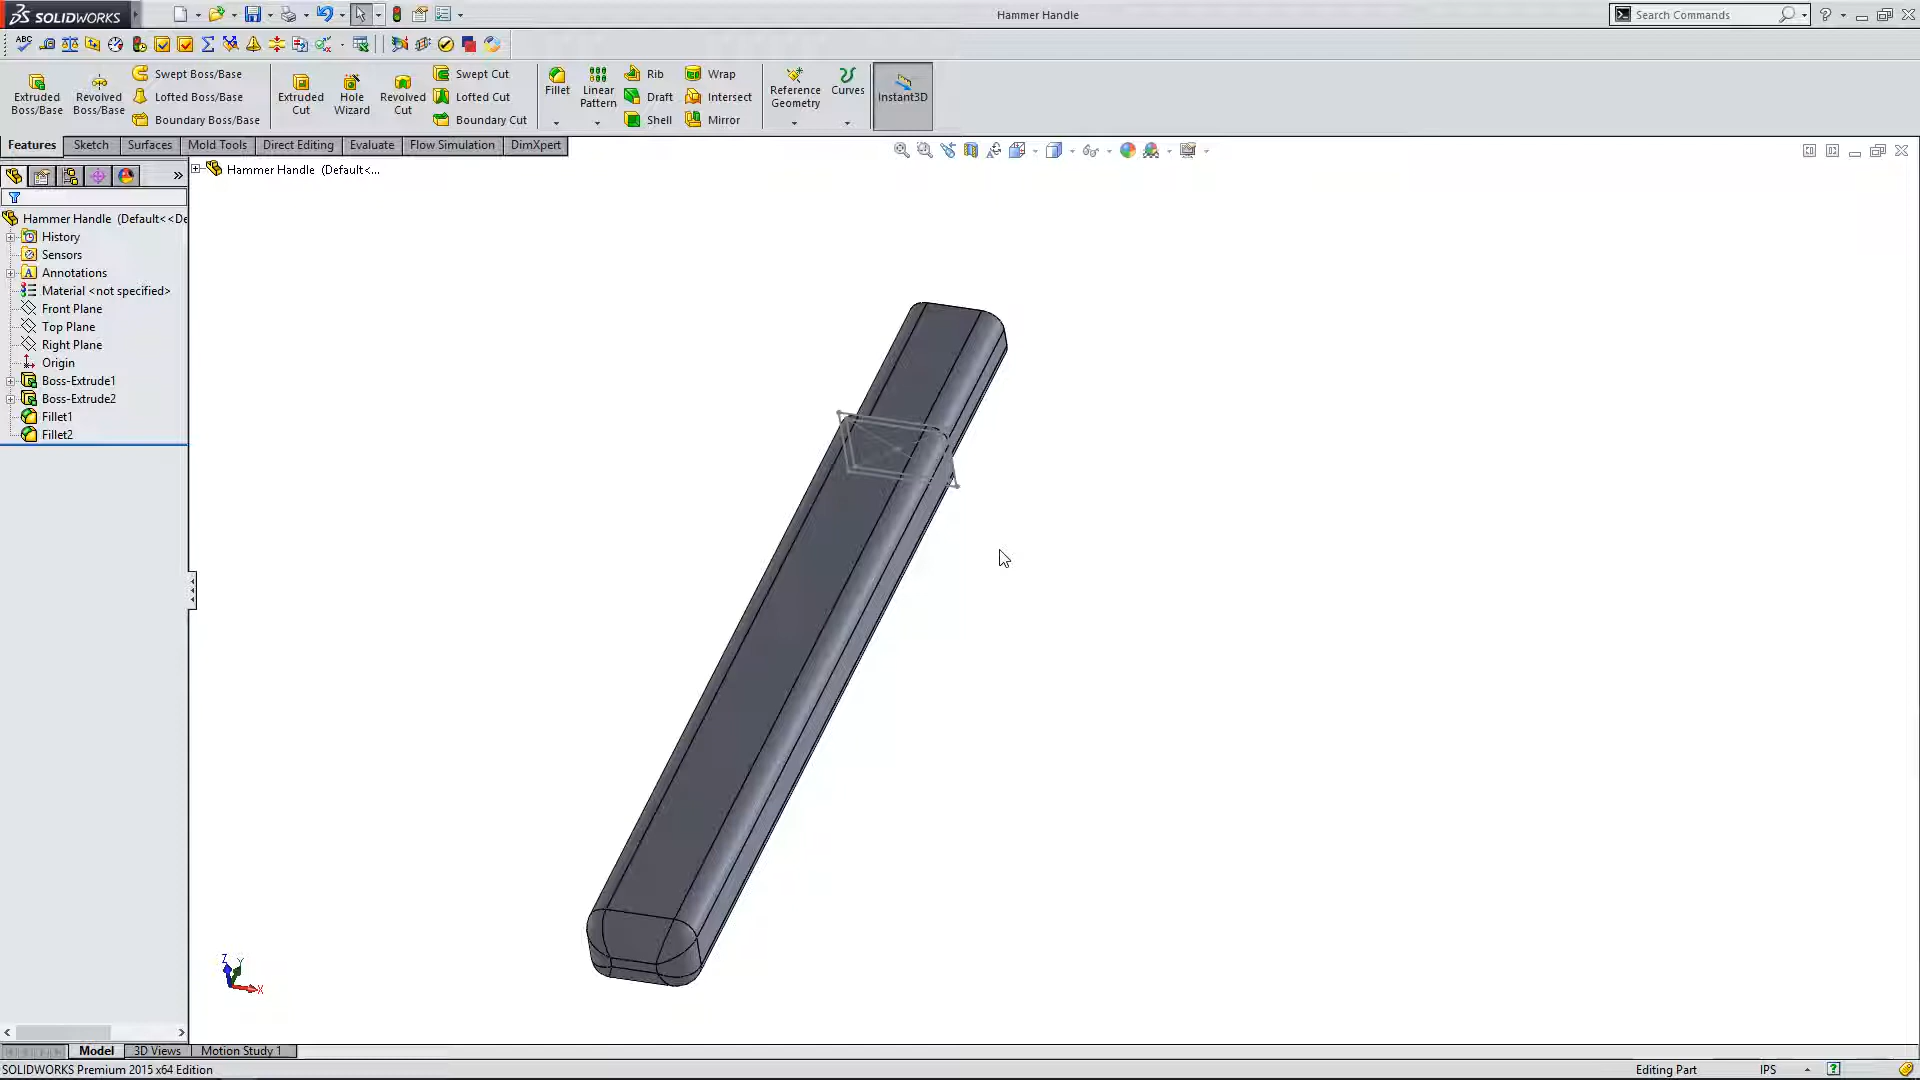 SOLIDWORKS
Hammer Handle
Search Commands
Extruded Boss/Base
Revolved Boss/Base
Swept Boss/Base
Lofted Boss/Base
Boundary Boss/Base
Extruded Cut
Hole Wizard
Revolved Cut
Swept Cut
Lofted Cut
Boundary Cut
Fillet
Linear Pattern
Rib
Draft
Shell
Wrap
Intersect
Mirror
Reference Geometry
Curves
Instant3D
Features
Sketch
Surfaces
Mold Tools
Direct Editing
Evaluate
Flow Simulation
DimXpert
Hammer Handle (Default<...
Hammer Handle (Default<<De
History
Sensors
A Annotations
Material <not specified>
Front Plane
Top Plane
Right Plane
Origin
Boss-Extrude1
Boss-Extrude2
Fillet1
Fillet2
Z
Y
X
Model
3D Views
Motion Study 1
SOLIDWORKS Premium 2015 x64 Edition
Editing Part
IPS